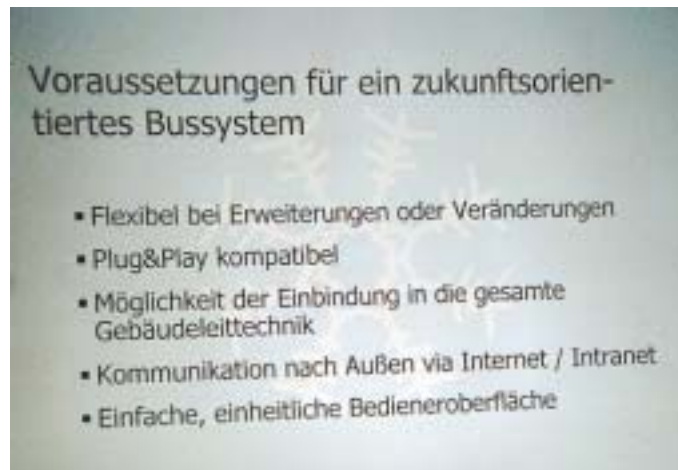 Voraussetzungen für ein zukunftsorien-
tiertes Bussystem
▪ Flexibel bei Erweiterungen oder Veränderungen
▪ Plug&Play kompatibel
▪ Möglichkeit der Einbindung in die gesamte
Gebäudeleittechnik
▪ Kommunikation nach Außen via Internet / Intranet
▪ Einfache, einheitliche Bedieneroberfläche